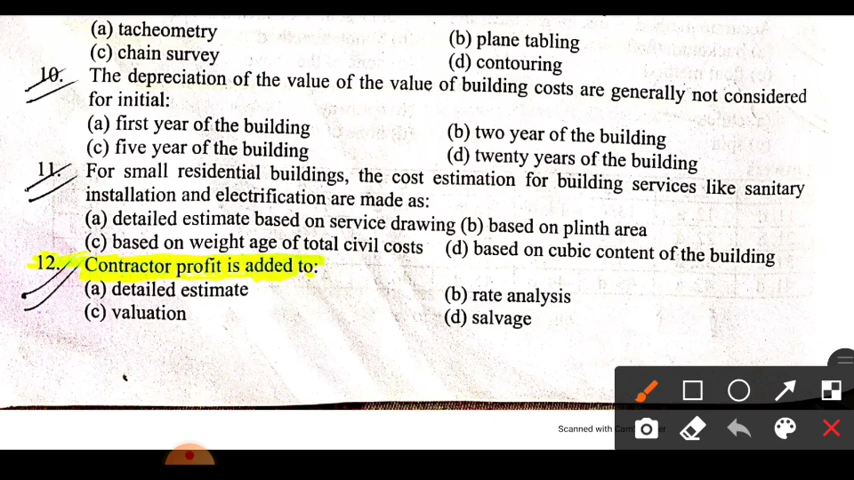 (a) tacheometry (b) plane tabling
(c) chain survey (d) contouring
10. The depreciation of the value of the value of building costs are generally not considered
for initial:
(a) first year of the building (b) two year of the building
(c) five year of the building (d) twenty years of the building
11. For small residential buildings, the cost estimation for building services like sanitary
installation and electrification are made as:
(a) detailed estimate based on service drawing (b) based on plinth area
(c) based on weight age of total civil costs (d) based on cubic content of the building
12. Contractor profit is added to:
(a) detailed estimate (b) rate analysis
(c) valuation (d) salvage
Scanned with